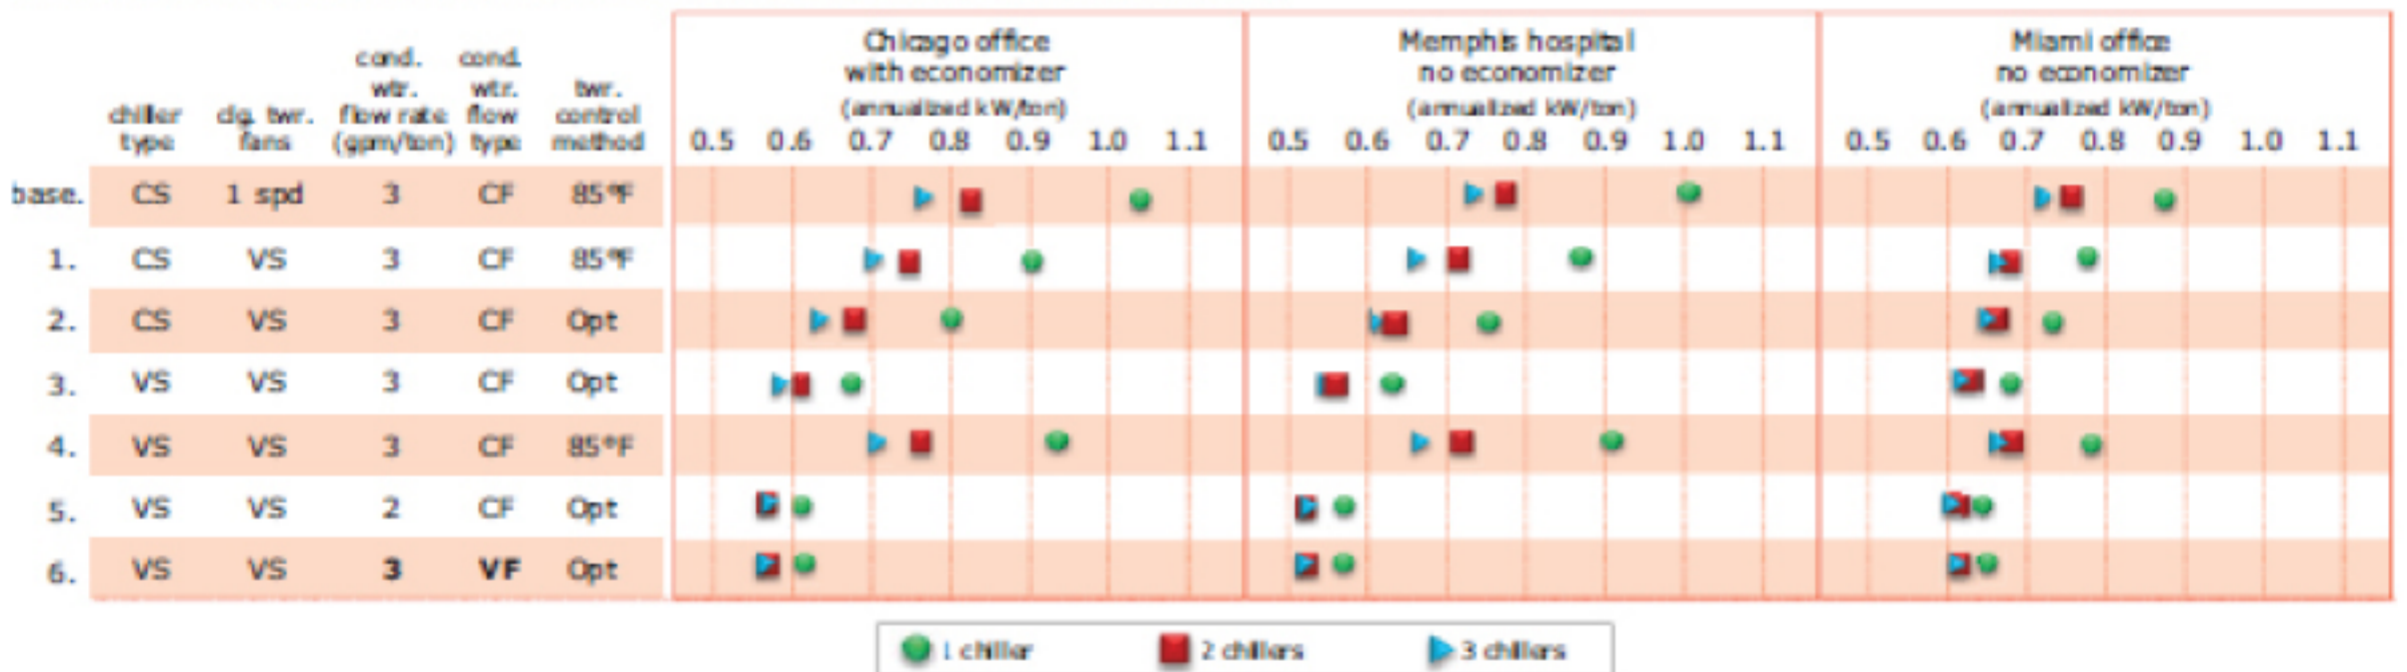 Chicago office
with economizer
(annualized kW/ton)
Memphis hospital
no economizer
(annualized kW/ton)
Miami office
no economizer
(annualized kW/ton)
chiller
type
clg. twr.
fans
cond.
wtr.
flow rate
(gpm/ton)
cond.
wtr.
flow
type
twr.
control
method
0.5 0.6 0.7 0.8 0.9 1.0 1.1
0.5 0.6 0.7 0.8 0.9 1.0 1.1
0.5 0.6 0.7 0.8 0.9 1.0 1.1
base. CS 1 spd 3 CF 85°F
1. CS VS 3 CF 85°F
2. CS VS 3 CF Opt
3. VS VS 3 CF Opt
4. VS VS 3 CF 85°F
5. VS VS 2 CF Opt
6. VS VS 3 VF Opt
1 chiller 2 chillers 3 chillers